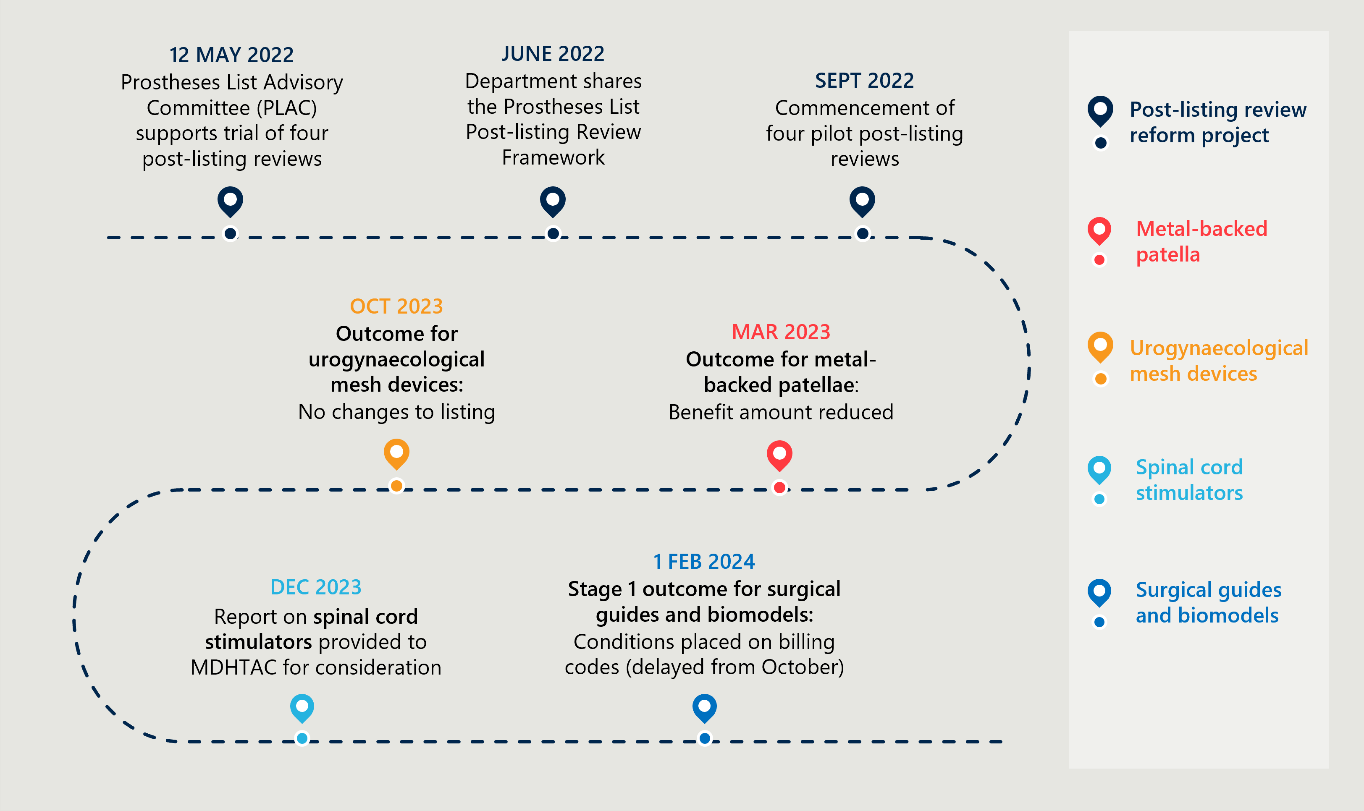 12 MAY 2022
Prostheses List Advisory
Committee (PLAC)
supports trial of four
post-listing reviews
JUNE 2022
Department shares
the Prostheses List
Post-listing Review
Framework
SEPT 2022
Commencement of
four pilot post-listing
reviews
OCT 2023
Outcome for
urogynaecological
mesh devices:
No changes to listing
MAR 2023
Outcome for metal-
backed patellae:
Benefit amount reduced
DEC 2023
Report on spinal cord
stimulators provided to
MDHTAC for consideration
1 FEB 2024
Stage 1 outcome for surgical
guides and biomodels:
Conditions placed on billing
codes (delayed from October)
Post-listing review
reform project
Metal-backed
patella
Urogynaecological
mesh devices
Spinal cord
stimulators
Surgical guides
and biomodels